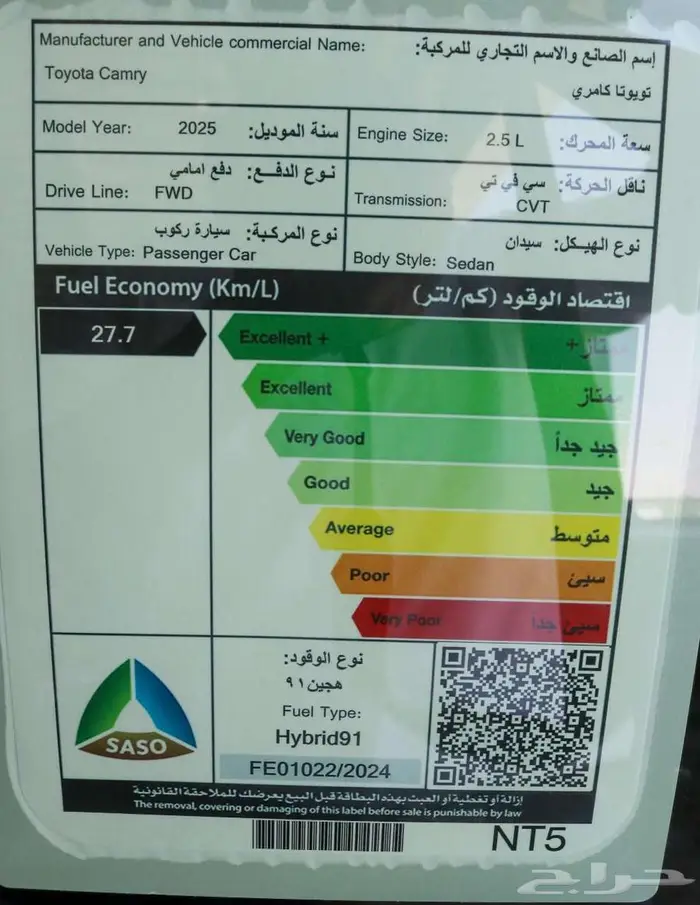 Manufacturer and Vehicle commercial Name: إسم الصانع والاسم التجاري للمركبة:
Toyota Camry تويوتا كامري
Model Year: 2025 سنة الموديل:
Engine Size: 2.5 L سعة المحرك:
نوع الدفـع: دفع امامي
Drive Line: FWD
ناقل الحركة: سي في تي
Transmission: CVT
نوع المركبة: سيارة ركوب
Vehicle Type: Passenger Car
نوع الهيكل: سيدان
Body Style: Sedan
Fuel Economy (Km/L) اقتصاد الوقود (كم/لتر)
27.7
Excellent + ممتاز+
Excellent ممتاز
Very Good جيد جداً
Good جيد
Average متوسط
Poor سيئ
Very Poor سيئ جداً
SASO
نوع الوقود:
هجين٩١
Fuel Type:
Hybrid91
FE01022/2024
إزالة أو تغطية أو العبث بهذه البطاقة قبل البيع يعرضك للملاحقة القانونية
The removal, covering or damaging of this label before sale is punishable by law
NT5
حراج